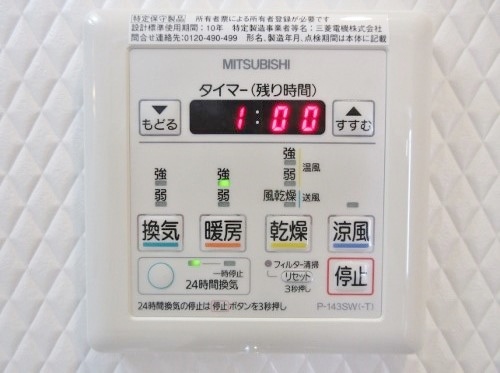 特定保守製品 所有者票による所有者登録が必要です
設計標準使用期間：10年 特定製造事業者等名：三菱電機株式会社
問合せ連絡先：0120-490-499 形名、製造年月、点検期間は本体に記載
MITSUBISHI
タイマー(残り時間)
▼ もどる 1:00 ▲ すすむ
強 強 強 温風
弱 弱 弱
風乾燥 送風
換気 暖房 乾燥 涼風
一時停止 フィルター清掃
24時間換気 リセット 停止
3秒押し
24時間換気の停止は停止ボタンを3秒押し P-143SW(-T)